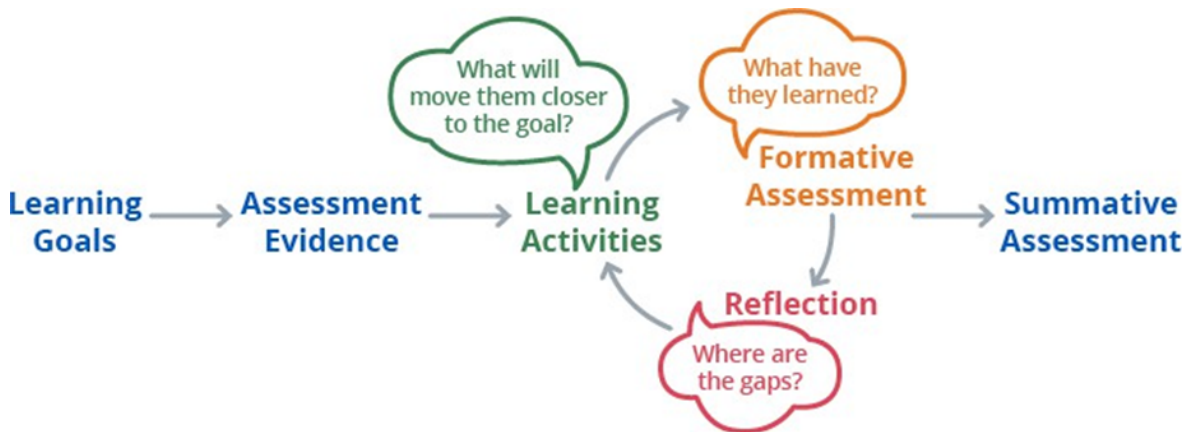 What will
move them closer
to the goal?
What have
they learned?
Formative
Assessment
Learning
Goals
Assessment
Evidence
Learning
Activities
Summative
Assessment
Reflection
Where are
the gaps?